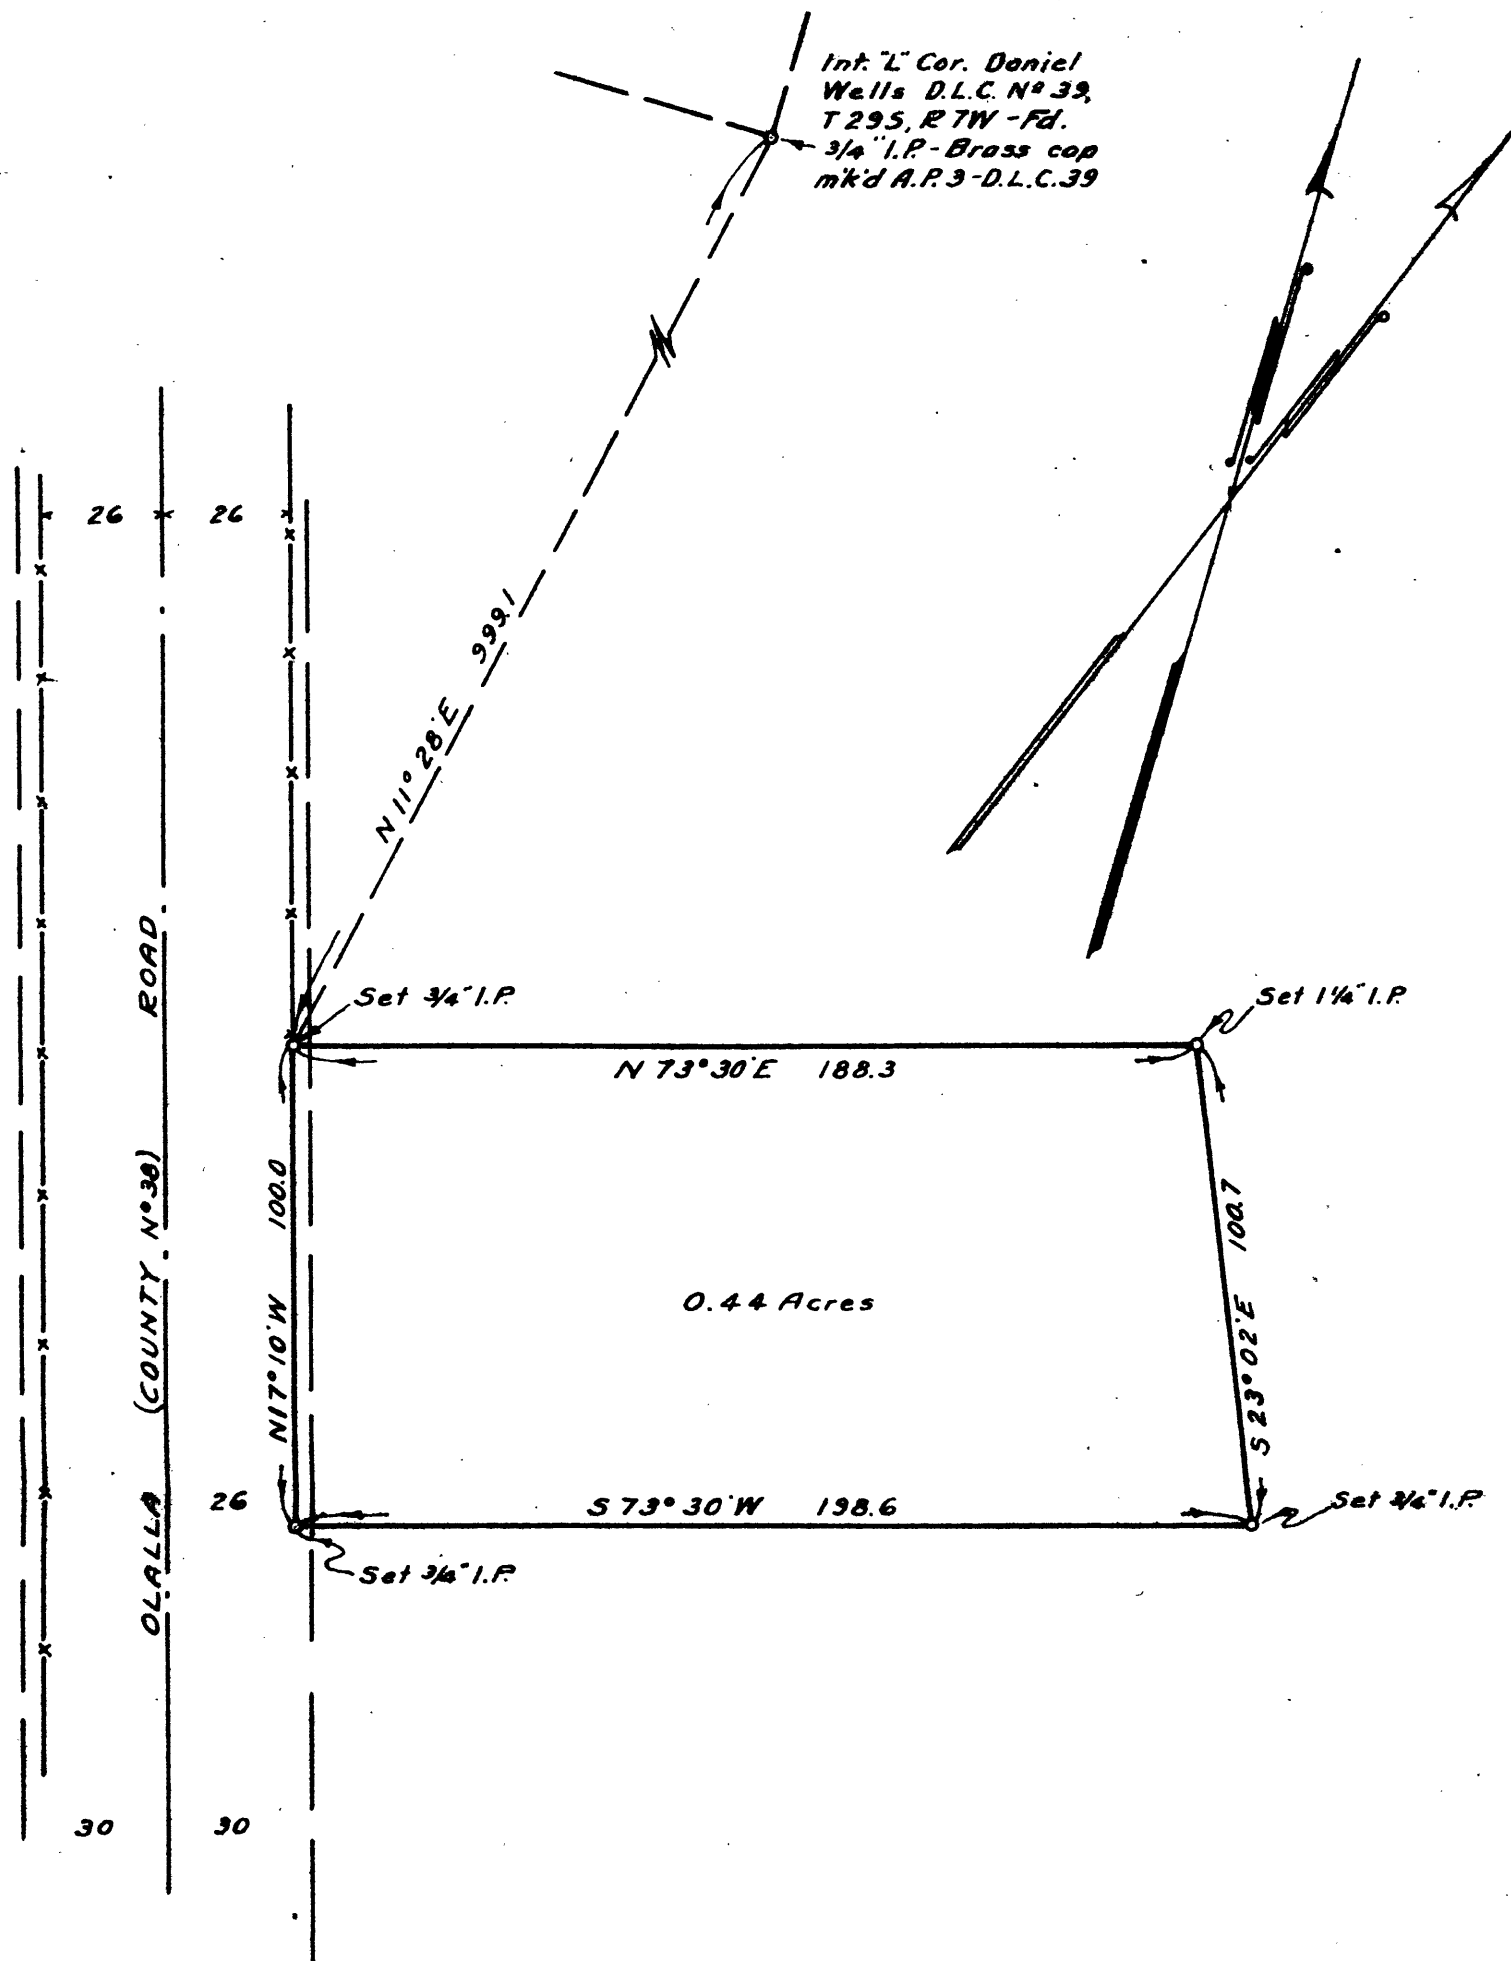 Int. "L" Cor. Daniel
Wells D.L.C. Nº 39,
T 29S, R 7W - Fd.
3/4" I.P. - Brass cap
mk'd A.P. 3 - D.L.C. 39
26 26
N 11° 28' E 999.1
Set 3/4" I.P.
Set 1 1/4" I.P.
N 73° 30' E 188.3
N 17° 10' W 100.0
S 23° 02' E 100.7
0.44 Acres
OLALLA (COUNTY Nº 38) ROAD
26
S 73° 30' W 198.6
Set 3/4" I.P.
Set 3/4" I.P.
30 30